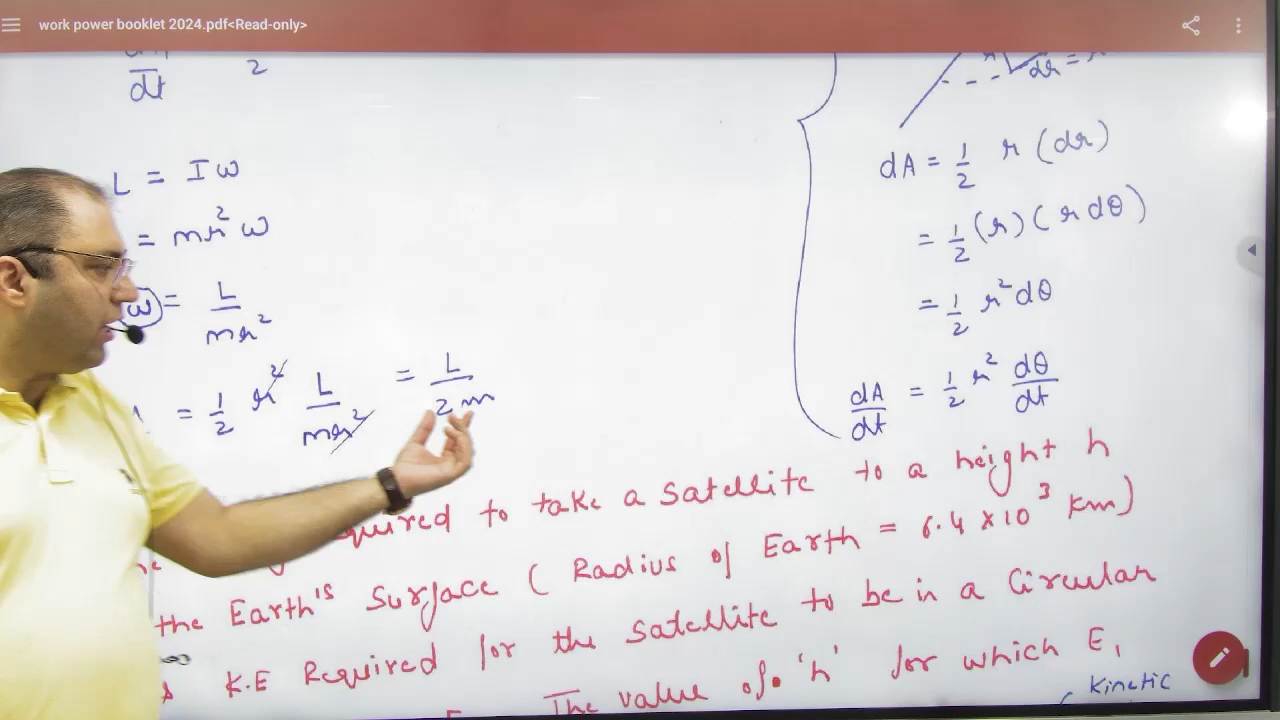 work power booklet 2024.pdf<Read-only>
dt 2
L = Iω
= mr²ω
ω = L/mr²
= 1/2 r² L/mr² = L/2m
dr =
dA = 1/2 r (dr)
= 1/2 (r)(r dθ)
= 1/2 r² dθ
dA/dt = 1/2 r² dθ/dt
to take a satellite to a height h
the Earth's Surface ( Radius of Earth = 6.4 × 10³ km)
K.E Required for the satellite to be in a Circular
The value of 'h' for which E₁
Kinetic